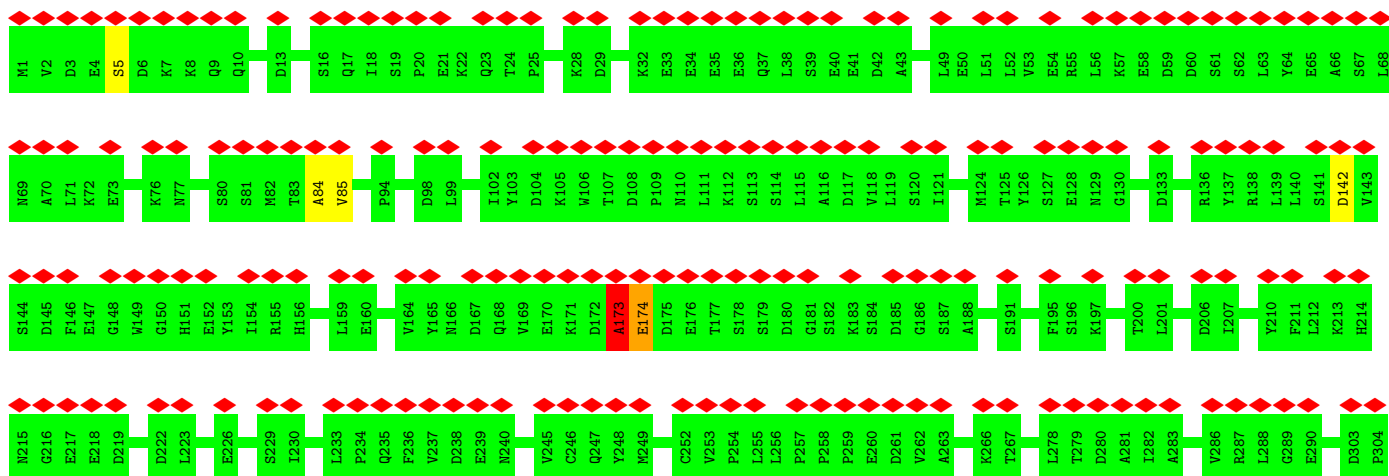 M1 V2 D3 E4 S5 D6 K7 K8 Q9 Q10 D13 S16 Q17 I18 S19 P20 E21 K22 Q23 T24 P25 K28 D29 K32 E33 E34 E35 E36 Q37 L38 S39 E40 E41 D42 A43 L49 E50 L51 L52 V53 E54 R55 L56 K57 E58 D59 D60 S61 S62 L63 Y64 E65 A66 S67 L68
N69 A70 L71 K72 E73 K76 N77 S80 S81 M82 T83 A84 V85 P94 D98 L99 I102 Y103 D104 K105 W106 T107 D108 P109 N110 L111 K112 S113 S114 L115 A116 D117 V118 L119 S120 I121 M124 T125 Y126 S127 E128 N129 G130 D133 R136 Y137 R138 L139 L140 S141 D142 V143
S144 D145 F146 E147 G148 W149 G150 H151 E152 Y153 I154 R155 H156 L159 E160 V164 Y165 N166 D167 Q168 V169 E170 K171 D172 A173 E174 D175 E176 T177 S178 S179 D180 G181 S182 K183 S184 D185 G186 S187 A188 S191 F195 S196 K197 T200 L201 D206 I207 Y210 F211 L212 K213 H214
N215 G216 E217 E218 D219 D222 L223 E226 S229 I230 L233 P234 Q235 F236 V237 D238 E239 N240 V245 C246 Q247 Y248 M249 C252 V253 P254 L255 L256 P257 P258 P259 E260 D261 V262 A263 K266 T267 L278 T279 D280 A281 I282 A283 V286 R287 L288 G289 E290 D303 P304